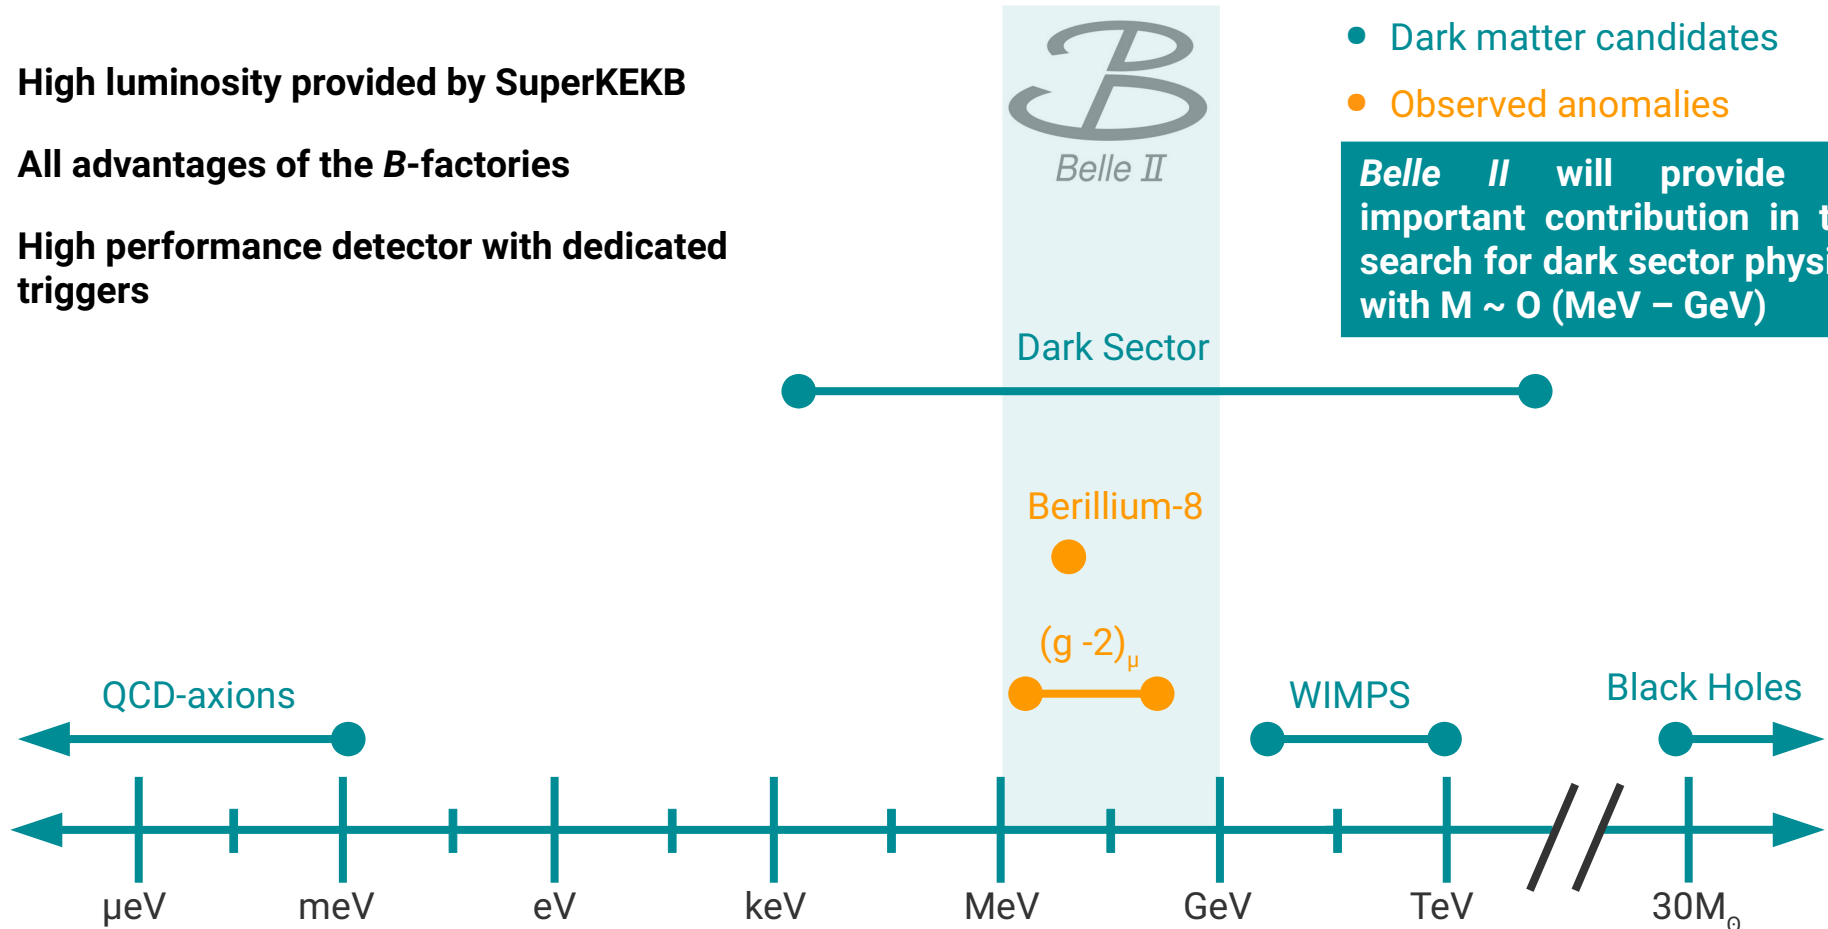 High luminosity provided by SuperKEKB
All advantages of the B-factories
High performance detector with dedicated
triggers
Belle II
• Dark matter candidates
• Observed anomalies
Belle II will provide
important contribution in
search for dark sector
with M ~ O (MeV – GeV)
Dark Sector
Berillium-8
(g -2)μ
QCD-axions
WIMPS
Black Holes
μeV
meV
eV
keV
MeV
GeV
TeV
30M⊙